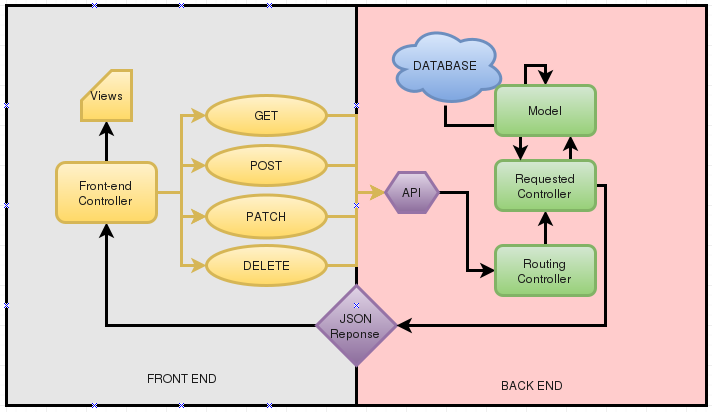 DATABASE
Views
GET
Model
POST
Front-end
Controller
API
Requested
Controller
PATCH
DELETE
Routing
Controller
JSON
Reponse
FRONT END
BACK END